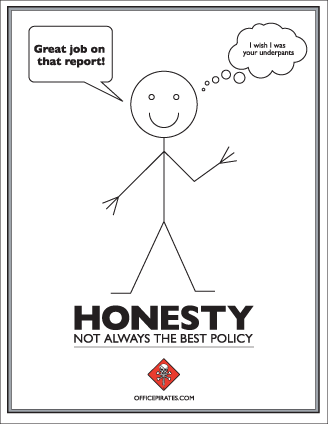 Great job on
that report!
I wish I was
your underpants
HONESTY
NOT ALWAYS THE BEST POLICY
OFFICEPIRATES.COM